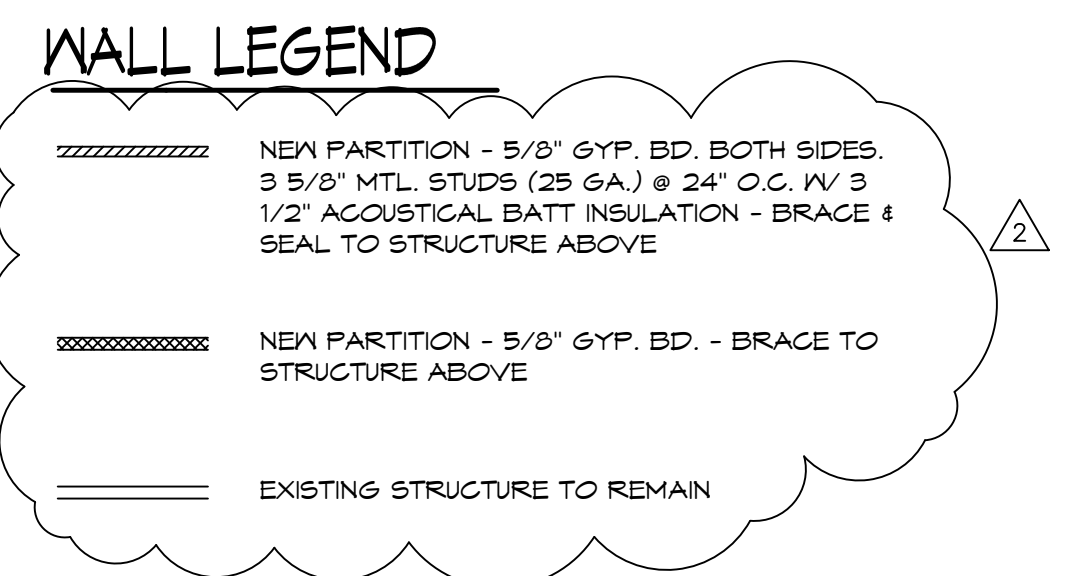 WALL LEGEND
NEW PARTITION - 5/8" GYP. BD. BOTH SIDES.
3 5/8" MTL. STUDS (25 GA.) @ 24" O.C. W/ 3
1/2" ACOUSTICAL BATT INSULATION - BRACE &
SEAL TO STRUCTURE ABOVE
2
NEW PARTITION - 5/8" GYP. BD. - BRACE TO
STRUCTURE ABOVE
EXISTING STRUCTURE TO REMAIN